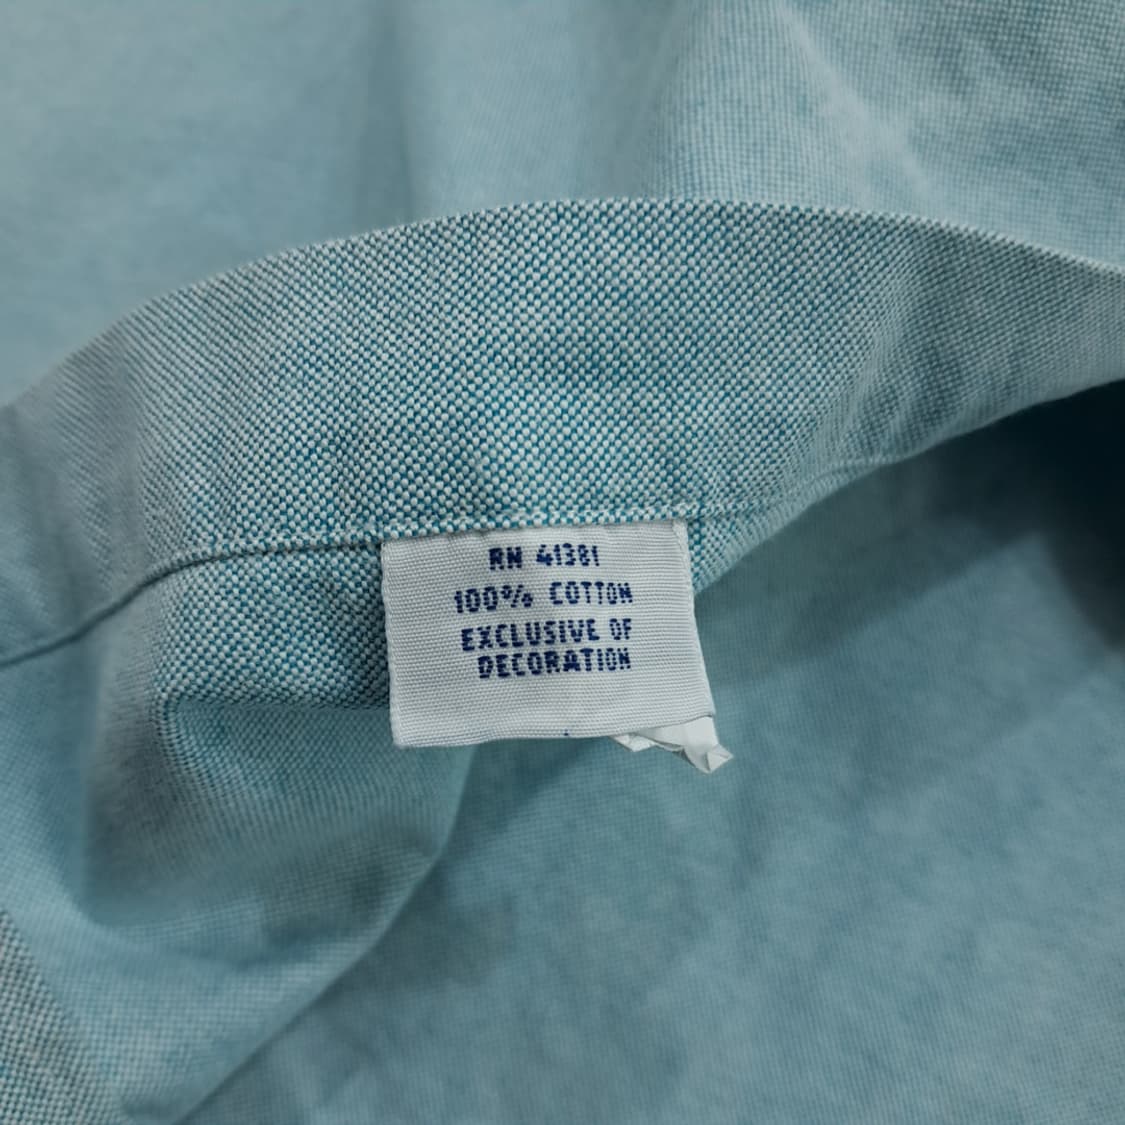 RN 41381
100% COTTON
EXCLUSIVE OF
DECORATION